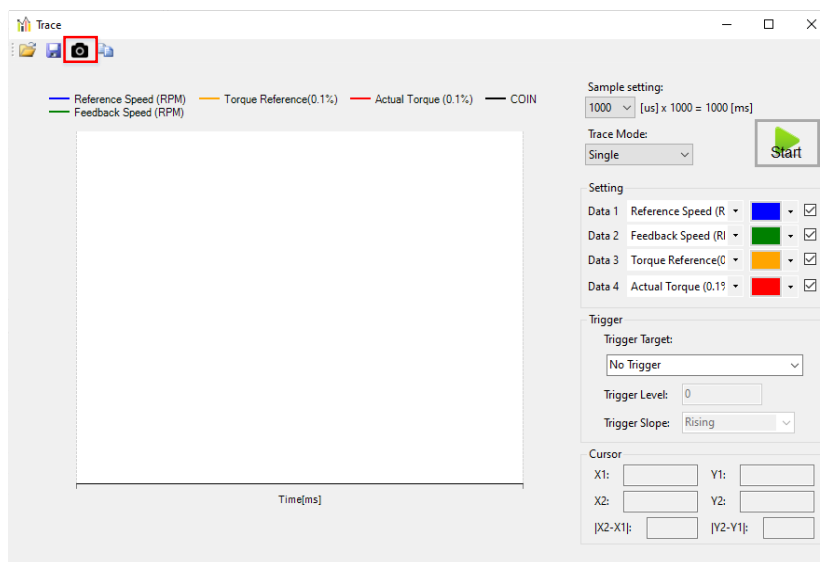 Trace
Reference Speed (RPM) Torque Reference(0.1%) Actual Torque (0.1%) COIN
Feedback Speed (RPM)
Time[ms]
Sample setting:
1000 [us] x 1000 = 1000 [ms]
Trace Mode:
Single
Start
Setting
Data 1 Reference Speed (R
Data 2 Feedback Speed (RI
Data 3 Torque Reference(0
Data 4 Actual Torque (0.1%
Trigger
Trigger Target:
No Trigger
Trigger Level: 0
Trigger Slope: Rising
Cursor
X1: Y1:
X2: Y2:
|X2-X1|: |Y2-Y1|: